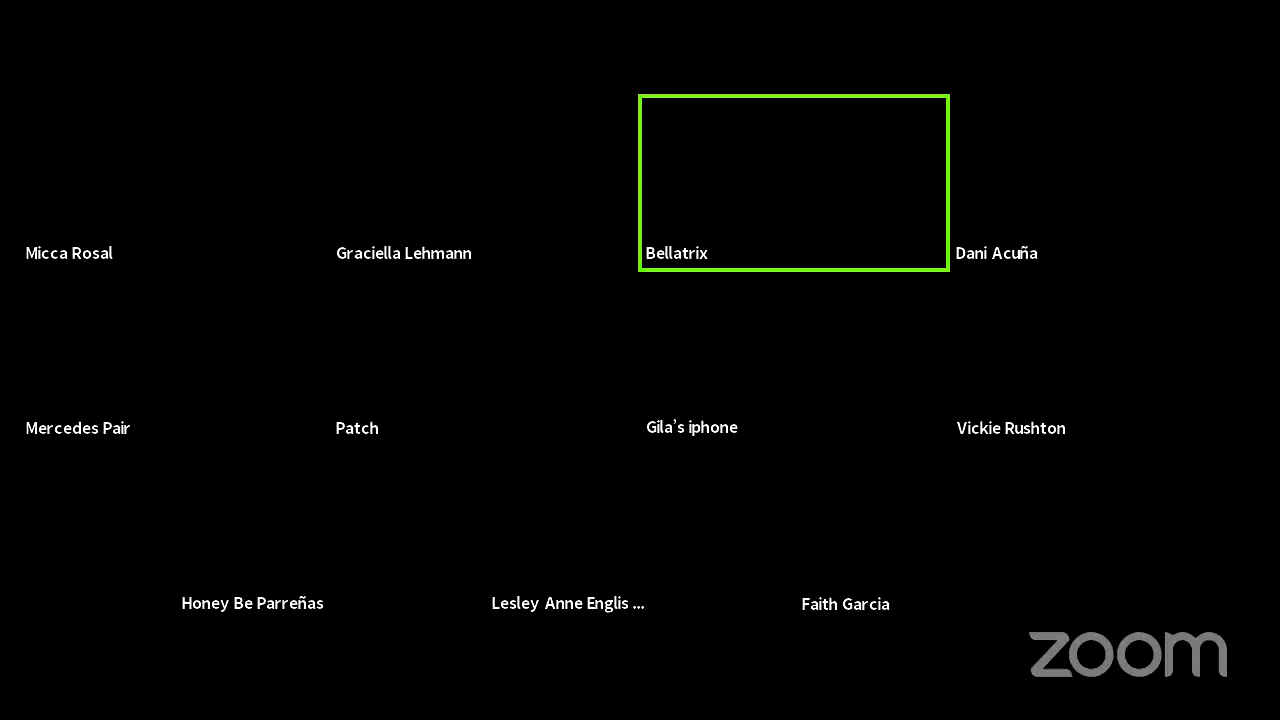 Micca Rosal
Graciella Lehmann
Bellatrix
Dani Acuña
Mercedes Pair
Patch
Gila’s iphone
Vickie Rushton
Honey Be Parreñas
Lesley Anne Englis ...
Faith Garcia
zoom